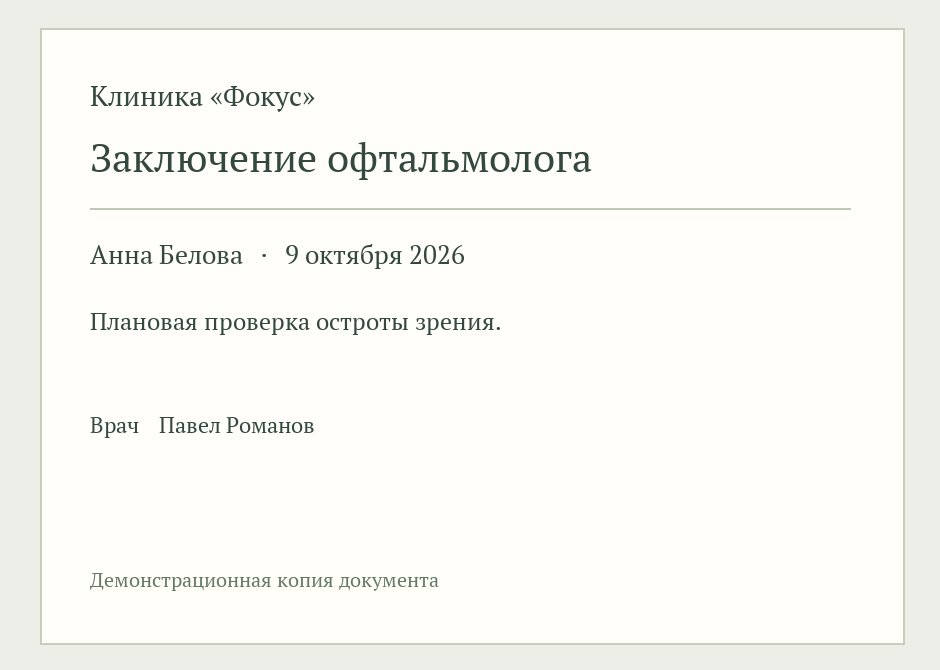 Клиника «Фокус»
Заключение офтальмолога
Анна Белова · 9 октября 2026
Плановая проверка остроты зрения.
Врач Павел Романов
Демонстрационная копия документа